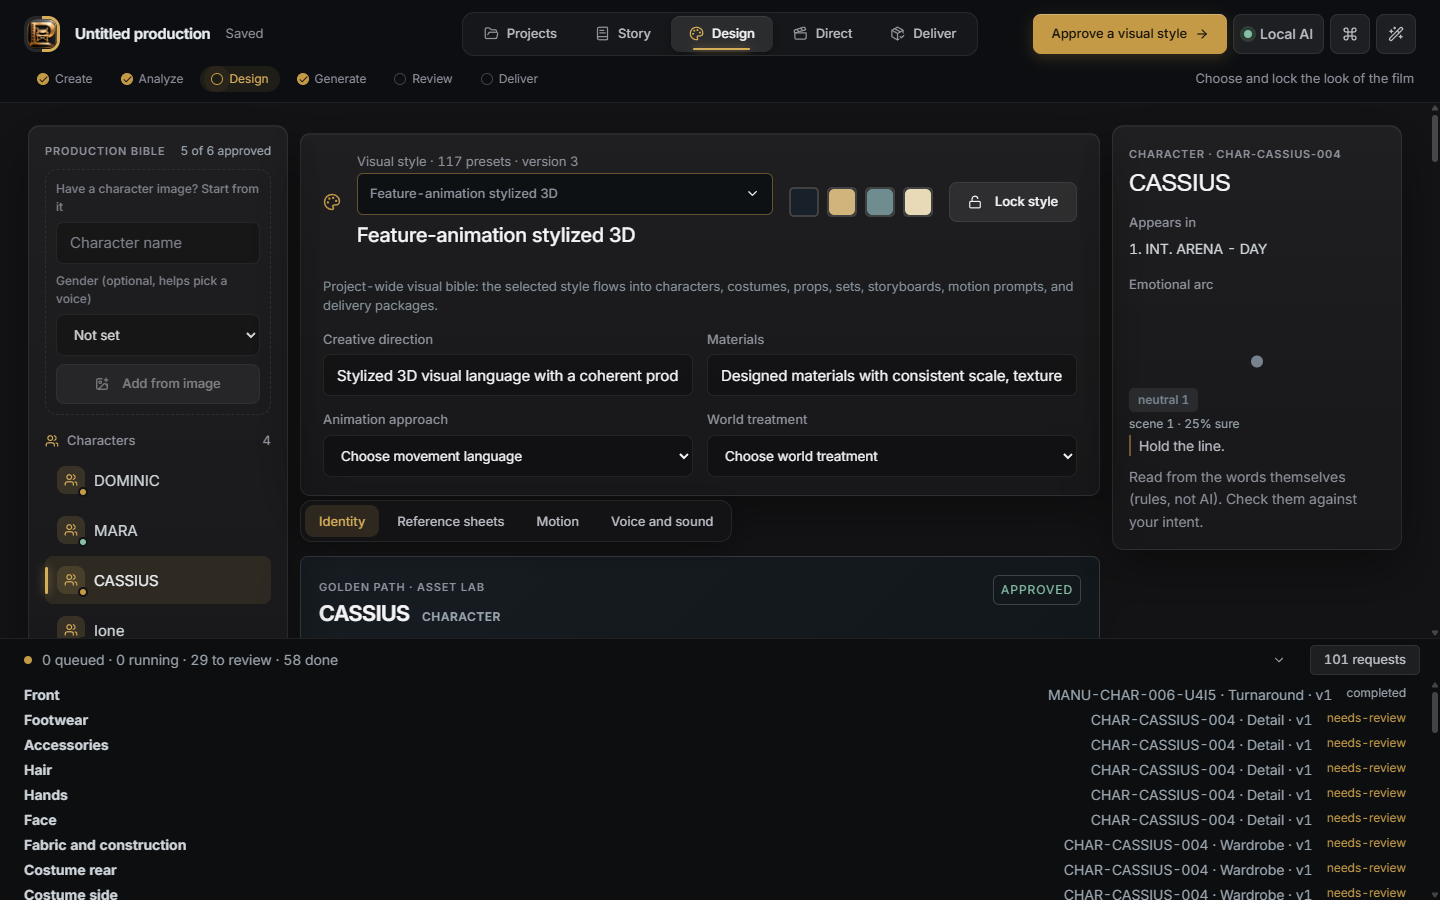 Untitled production
Saved
Projects
Story
Design
Direct
Deliver
Approve a visual style →
Local AI
Create
Analyze
Design
Generate
Review
Deliver
Choose and lock the look of the film
PRODUCTION BIBLE
5 of 6 approved
Have a character image? Start from
it
Character name
Gender (optional, helps pick a
voice)
Not set
Add from image
Characters
4
DOMINIC
MARA
CASSIUS
Ione
Visual style · 117 presets · version 3
Feature-animation stylized 3D
Lock style
Feature-animation stylized 3D
Project-wide visual bible: the selected style flows into characters, costumes, props, sets, storyboards, motion prompts, and
delivery packages.
Creative direction
Materials
Stylized 3D visual language with a coherent prod
Designed materials with consistent scale, texture
Animation approach
World treatment
Choose movement language
Choose world treatment
Identity
Reference sheets
Motion
Voice and sound
GOLDEN PATH · ASSET LAB
CASSIUS CHARACTER
APPROVED
CHARACTER · CHAR-CASSIUS-004
CASSIUS
Appears in
1. INT. ARENA - DAY
Emotional arc
neutral 1
scene 1 · 25% sure
Hold the line.
Read from the words themselves
(rules, not AI). Check them against
your intent.
0 queued · 0 running · 29 to review · 58 done
101 requests
Front
MANU-CHAR-006-U4I5 · Turnaround · v1 completed
Footwear
CHAR-CASSIUS-004 · Detail · v1 needs-review
Accessories
CHAR-CASSIUS-004 · Detail · v1 needs-review
Hair
CHAR-CASSIUS-004 · Detail · v1 needs-review
Hands
CHAR-CASSIUS-004 · Detail · v1 needs-review
Face
CHAR-CASSIUS-004 · Detail · v1 needs-review
Fabric and construction
CHAR-CASSIUS-004 · Wardrobe · v1 needs-review
Costume rear
CHAR-CASSIUS-004 · Wardrobe · v1 needs-review
Costume side
CHAR-CASSIUS-004 · Wardrobe · v1 needs-review